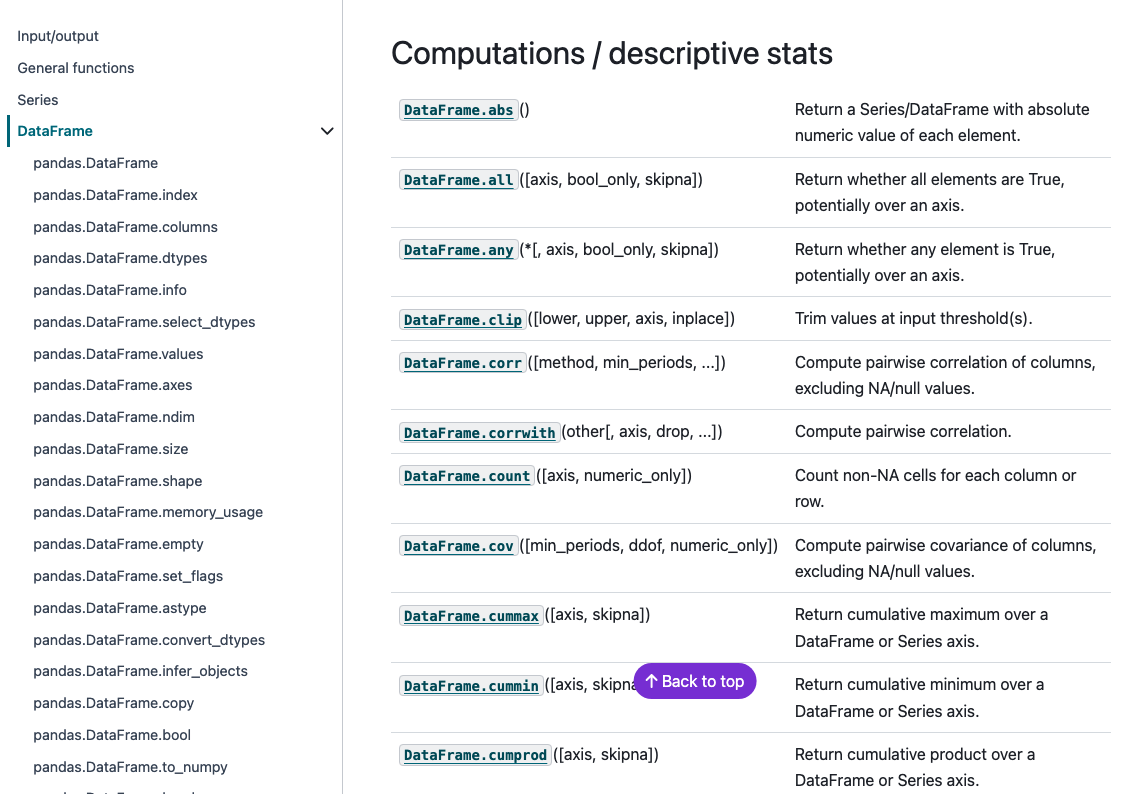 Input/output
General functions
Series
DataFrame
pandas.DataFrame
pandas.DataFrame.index
pandas.DataFrame.columns
pandas.DataFrame.dtypes
pandas.DataFrame.info
pandas.DataFrame.select_dtypes
pandas.DataFrame.values
pandas.DataFrame.axes
pandas.DataFrame.ndim
pandas.DataFrame.size
pandas.DataFrame.shape
pandas.DataFrame.memory_usage
pandas.DataFrame.empty
pandas.DataFrame.set_flags
pandas.DataFrame.astype
pandas.DataFrame.convert_dtypes
pandas.DataFrame.infer_objects
pandas.DataFrame.copy
pandas.DataFrame.bool
pandas.DataFrame.to_numpy
Computations / descriptive stats
DataFrame.abs()
Return a Series/DataFrame with absolute
numeric value of each element.
DataFrame.all([axis, bool_only, skipna])
Return whether all elements are True,
potentially over an axis.
DataFrame.any(*[, axis, bool_only, skipna])
Return whether any element is True,
potentially over an axis.
DataFrame.clip([lower, upper, axis, inplace])
Trim values at input threshold(s).
DataFrame.corr([method, min_periods, ...])
Compute pairwise correlation of columns,
excluding NA/null values.
DataFrame.corrwith(other[, axis, drop, ...])
Compute pairwise correlation.
DataFrame.count([axis, numeric_only])
Count non-NA cells for each column or
row.
DataFrame.cov([min_periods, ddof, numeric_only])
Compute pairwise covariance of columns,
excluding NA/null values.
DataFrame.cummax([axis, skipna])
Return cumulative maximum over a
DataFrame or Series axis.
DataFrame.cummin([axis, skipna
↑ Back to top
Return cumulative minimum over a
DataFrame or Series axis.
DataFrame.cumprod([axis, skipna])
Return cumulative product over a
DataFrame or Series axis.